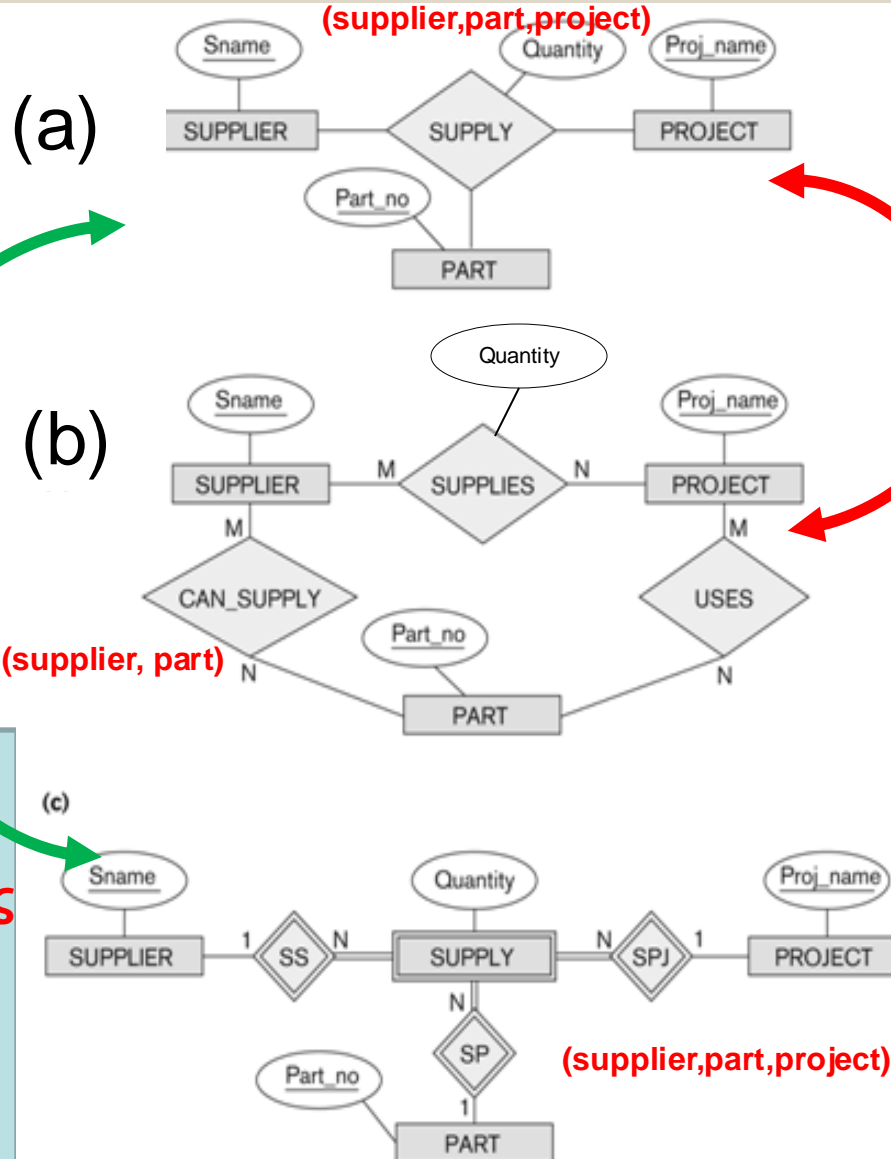 (supplier,part,project)
Sname
Quantity
Proj_name
(a)
SUPPLIER
SUPPLY
PROJECT
Part_no
PART
Quantity
Sname
Proj_name
(b)
SUPPLIER
M
SUPPLIES
N
PROJECT
M
M
CAN_SUPPLY
USES
Part_no
(supplier, part)
N
N
PART
(c)
Sname
Quantity
Proj_name
s
SUPPLIER
1
SS
N
SUPPLY
N
SPJ
1
PROJECT
N
SP
(supplier,part,project)
Part_no
1
PART